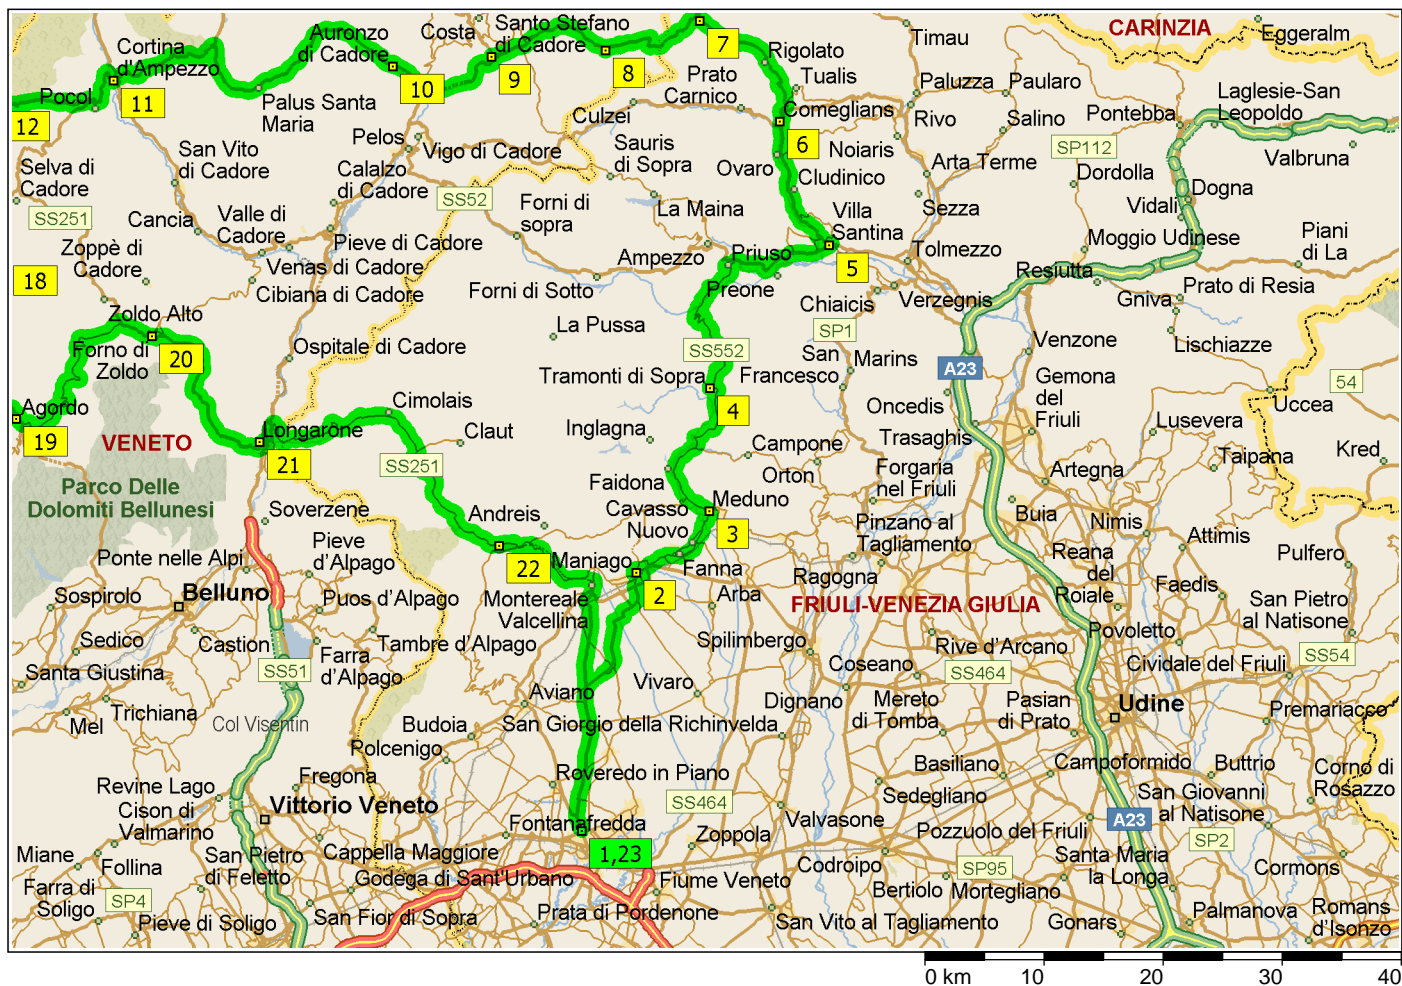 CARINZIA
Eggeralm
Costa
Santo Stefano
di Cadore
Auronzo
di Cadore
Cortina
d'Ampezzo
Timau
7
Rigolato
Tualis
8
9
10
11
12
Pocol
Palus Santa
Maria
Prato
Carnico
Paluzza
Paularo
Laglesie-San
Leopoldo
Comeglians
Culzei
Rivo
Salino
Pontebba
Pelos
6
SP112
Valbruna
San Vito
di Cadore
Vigo di Cadore
Sauris
di Sopra
Noiaris
Arta Terme
Dordolla
Selva di
Cadore
Calalzo
di Cadore
Ovaro
Cludinico
Dogna
SS251
SS52
Forni di
sopra
La Maina
Villa
Santina
Sezza
Vidali
Cancia
Valle di
Cadore
Pieve di Cadore
Piani
di La
Zoppè di
Cadore
Ampezzo
Priuso
Tolmezzo
Moggio Udinese
18
Venas di Cadore
5
Resiutta
Cibiana di Cadore
Forni di Sotto
Preone
Chiaicis
Verzegnis
Gniva
Prato di Resia
Zoldo Alto
La Pussa
SP1
Venzone
Lischiazze
Forno di
Zoldo
20
Ospitale di Cadore
SS552
San
Francesco
Marins
A23
Tramonti di Sopra
Gemona
del
Friuli
54
Agordo
Cimolais
4
Oncedis
Uccea
19
VENETO
Longarone
Claut
Inglagna
Campone
Trasaghis
Lusevera
Kred
21
SS251
Orton
Forgaria
nel Friuli
Artegna
Taipana
Parco Delle
Dolomiti Bellunesi
Faidona
Cavasso
Nuovo
Meduno
Soverzene
Andreis
3
Pinzano al
Tagliamento
Buia
Nimis
Attimis
Ponte nelle Alpi
Pieve
d'Alpago
Maniago
Fanna
Reana
del
Roiale
Pulfero
22
Ragogna
Faedis
Belluno
Sospirolo
Puos d'Alpago
Montereale
Valcellina
2
Arba
FRIULI-VENEZIA GIULIA
San Pietro
al Natisone
Sedico
Castion
Tambre d'Alpago
Spilimbergo
Rive d'Arcano
Povoletto
Santa Giustina
SS51
Farra
d'Alpago
Coseano
SS464
Cividale del Friuli
SS54
Vivaro
Trichiana
Aviano
Dignano
Mereto
di Tomba
Pasian
di Prato
Udine
Mel
Col Visentin
Budoia
San Giorgio della Richinvelda
Premariacco
Polcenigo
Revine Lago
Fregona
Roveredo in Piano
Basiliano
Campoformido
Buttrio
Corno di
Rosazzo
Cison di
Valmarino
Vittorio Veneto
SS464
Sedegliano
San Giovanni
al Natisone
Fontanafredda
Zoppola
Valvasone
Pozzuolo del Friuli
A23
SP2
Miane
Follina
San Pietro
di Feletto
Cappella Maggiore
1,23
Codroipo
SP95
Santa Maria
la Longa
Cormons
Farra di
Soligo
SP4
Godega di Sant'Urbano
Fiume Veneto
Bertiolo
Mortegliano
Pieve di Soligo
San Fior di Sopra
Prata di Pordenone
San Vito al Tagliamento
Gonars
Palmanova
Romans
d'Isonzo
0 km
10
20
30
40